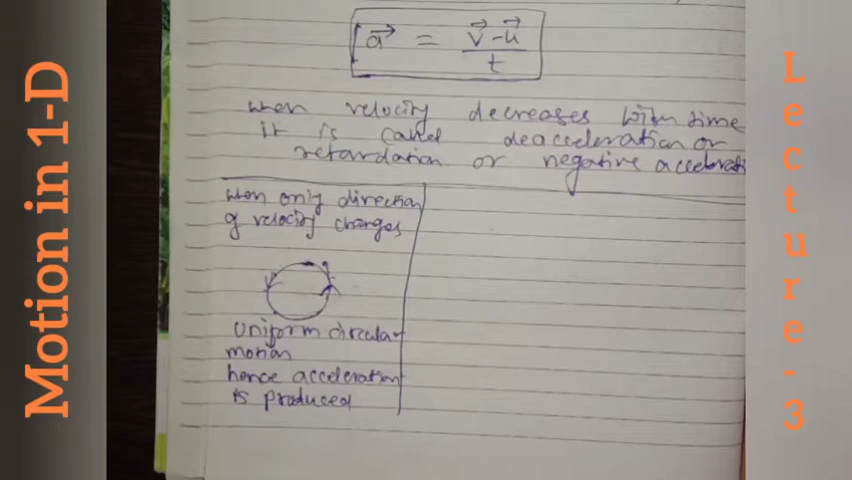 Motion in 1-D
a⃗ = (v⃗ - u⃗) / t
when velocity decreases with time
it is called deacceleration or
retardation or negative accelerati
when only direction
of velocity changes
Uniform circular
motion
hence acceleration
is produced
Lecture-3